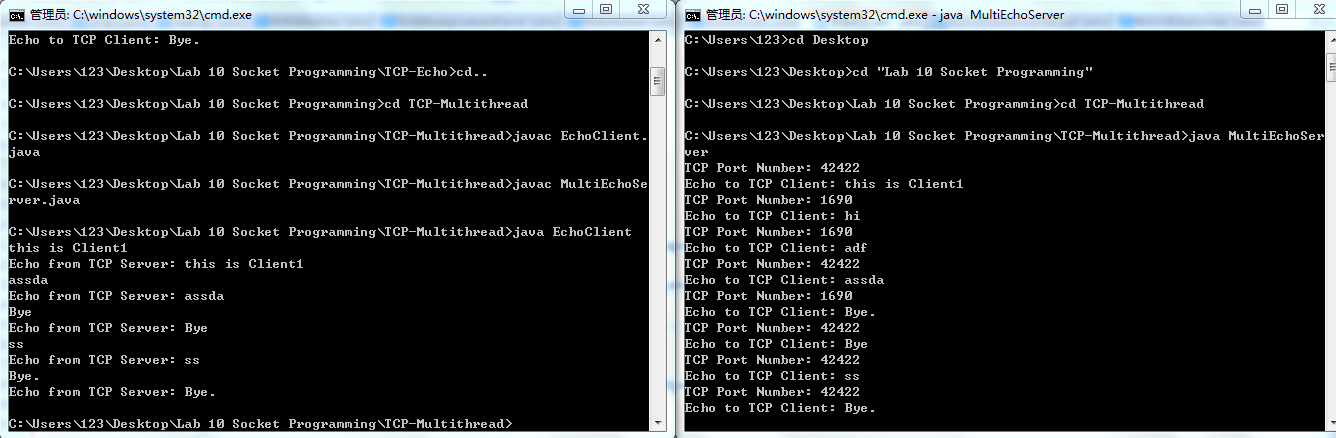 管理员: C:\windows\system32\cmd.exe
Echo to TCP Client: Bye.
C:\Users\123\Desktop\Lab 10 Socket Programming\TCP-Echo>cd..
C:\Users\123\Desktop\Lab 10 Socket Programming>cd TCP-Multithread
C:\Users\123\Desktop\Lab 10 Socket Programming\TCP-Multithread>javac EchoClient.
java
C:\Users\123\Desktop\Lab 10 Socket Programming\TCP-Multithread>javac MultiEchoSe
rver.java
C:\Users\123\Desktop\Lab 10 Socket Programming\TCP-Multithread>java EchoClient
this is Client1
Echo from TCP Server: this is Client1
assda
Echo from TCP Server: assda
Bye
Echo from TCP Server: Bye
ss
Echo from TCP Server: ss
Bye.
Echo from TCP Server: Bye.
C:\Users\123\Desktop\Lab 10 Socket Programming\TCP-Multithread>
管理员: C:\windows\system32\cmd.exe - java  MultiEchoServer
C:\Users\123>cd Desktop
C:\Users\123\Desktop>cd "Lab 10 Socket Programming"
C:\Users\123\Desktop\Lab 10 Socket Programming>cd TCP-Multithread
C:\Users\123\Desktop\Lab 10 Socket Programming\TCP-Multithread>java MultiEchoSer
ver
TCP Port Number: 42422
Echo to TCP Client: this is Client1
TCP Port Number: 1690
Echo to TCP Client: hi
TCP Port Number: 1690
Echo to TCP Client: adf
TCP Port Number: 42422
Echo to TCP Client: assda
TCP Port Number: 1690
Echo to TCP Client: Bye.
TCP Port Number: 42422
Echo to TCP Client: Bye
TCP Port Number: 42422
Echo to TCP Client: ss
TCP Port Number: 42422
Echo to TCP Client: Bye.